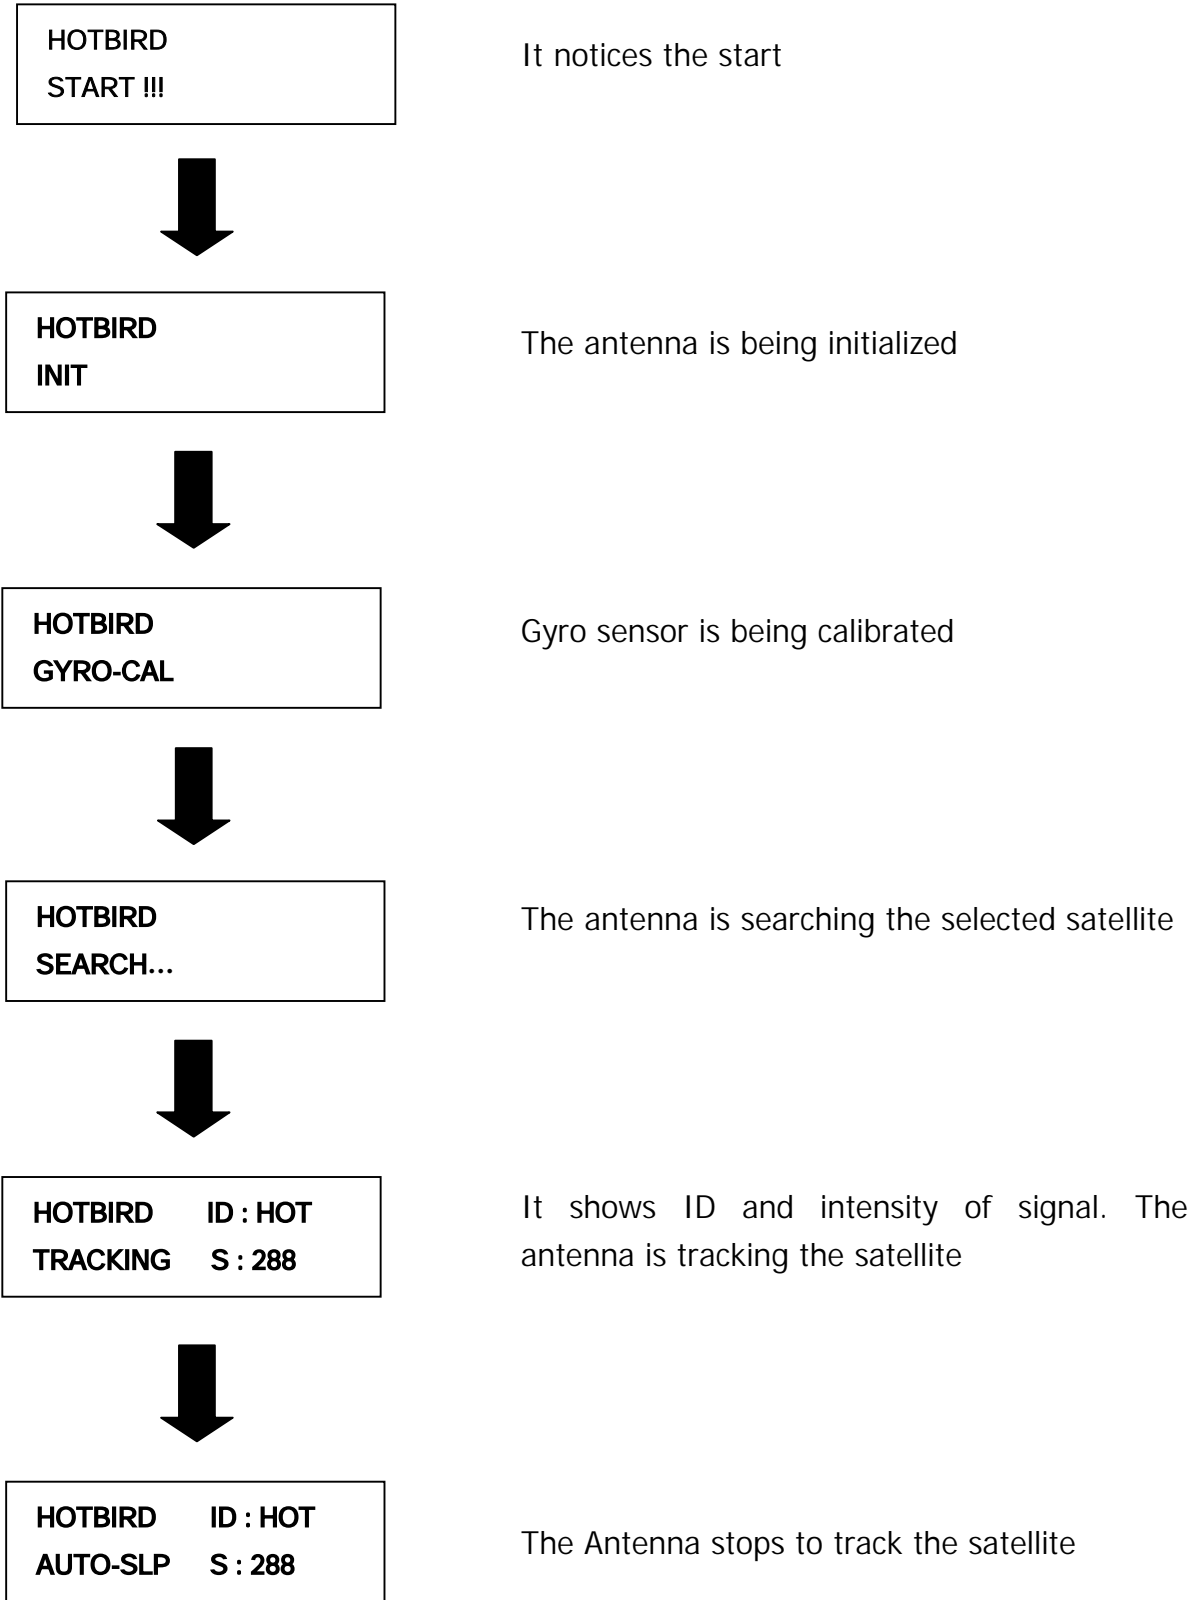 HOTBIRD
START !!!
It notices the start
HOTBIRD
INIT
The antenna is being initialized
HOTBIRD
GYRO-CAL
Gyro sensor is being calibrated
HOTBIRD
SEARCH…
The antenna is searching the selected satellite
HOTBIRD ID : HOT
TRACKING S : 288
It shows ID and intensity of signal. The
antenna is tracking the satellite
HOTBIRD ID : HOT
AUTO-SLP S : 288
The Antenna stops to track the satellite